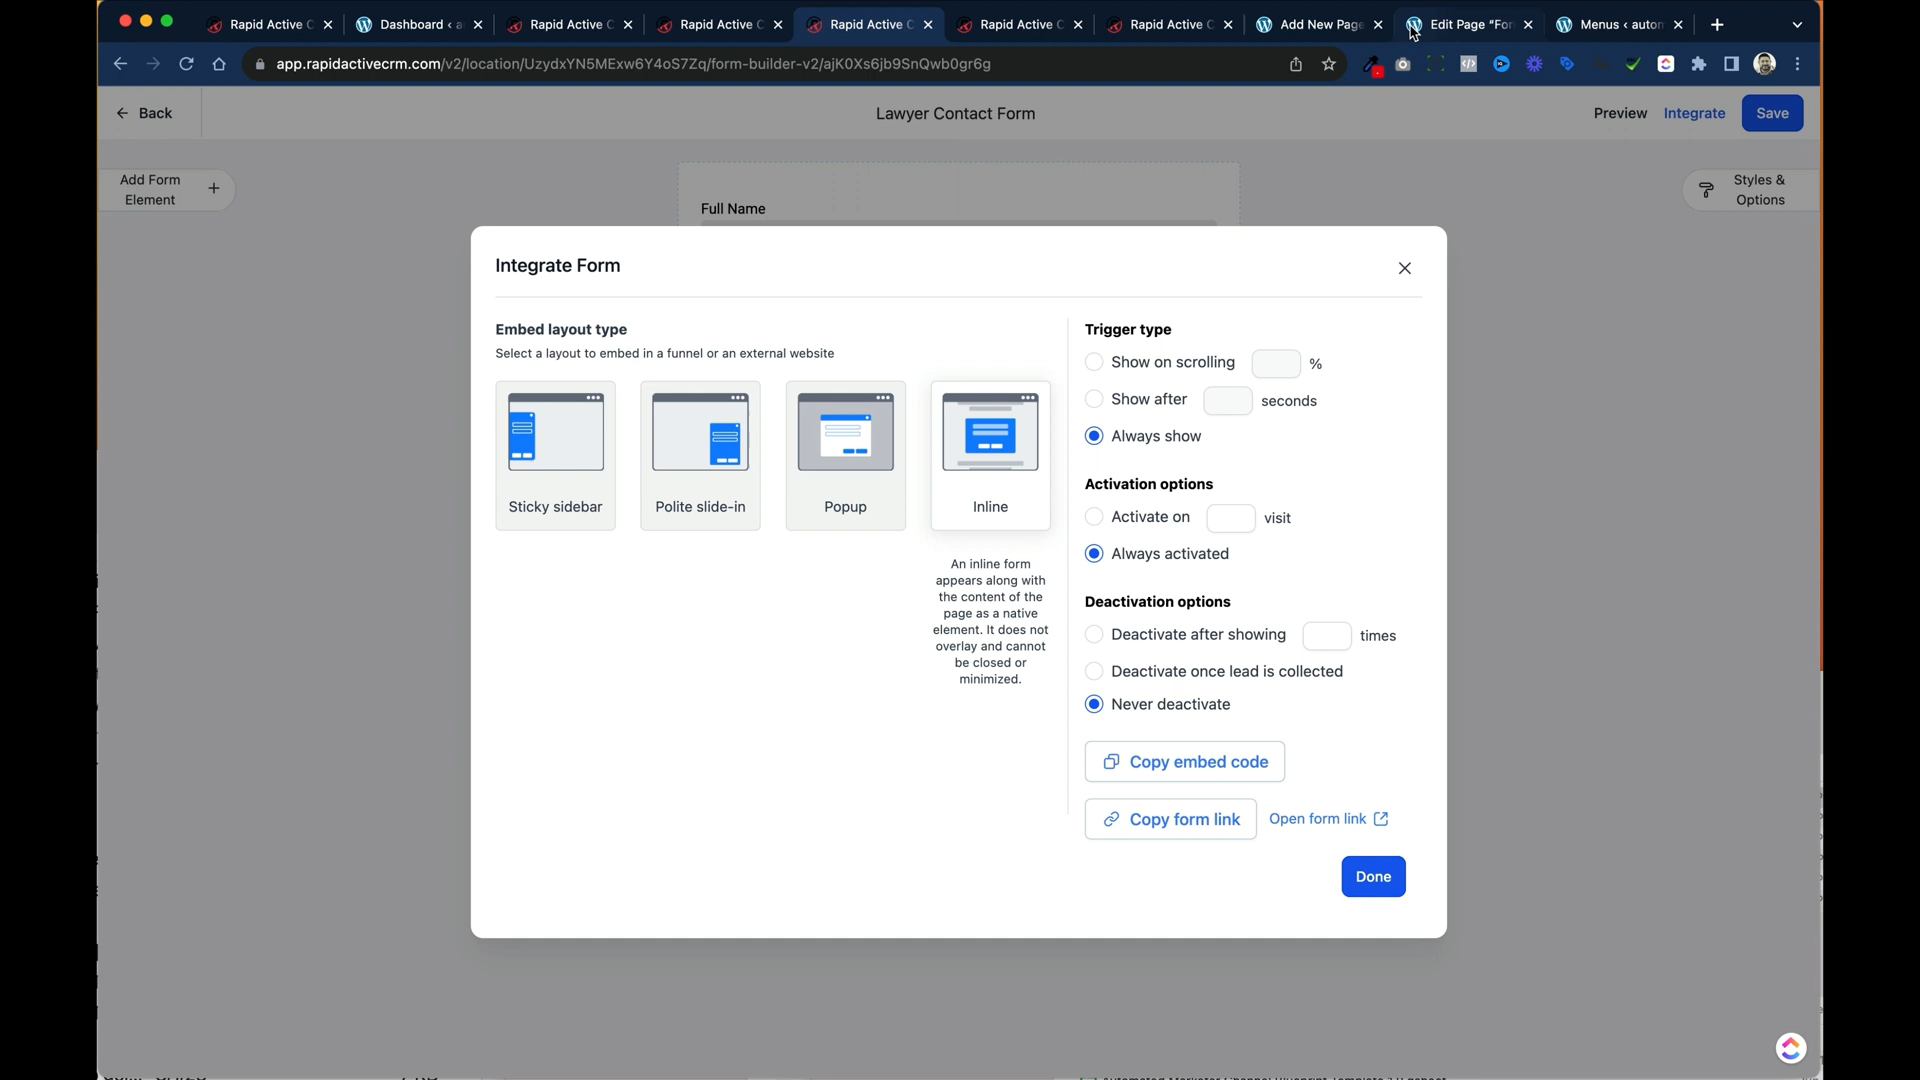 Rapid Active C
Dashboard ‹ a
Rapid Active C
Rapid Active C
Rapid Active C
Rapid Active C
Rapid Active C
Add New Page
Edit Page “For
Menus ‹ autom
app.rapidactivecrm.com/v2/location/UzydxYN5MExw6Y4oS7Zq/form-builder-v2/ajK0Xs6jb9SnQwb0gr6g
Back
Lawyer Contact Form
Preview
Integrate
Save
Add Form
Element
Styles &
Options
Full Name
Integrate Form
Embed layout type
Select a layout to embed in a funnel or an external website
Sticky sidebar
Polite slide-in
Popup
Inline
An inline form
appears along with
the content of the
page as a native
element. It does not
overlay and cannot
be closed or
minimized.
Trigger type
Show on scrolling %
Show after seconds
Always show
Activation options
Activate on visit
Always activated
Deactivation options
Deactivate after showing times
Deactivate once lead is collected
Never deactivate
Copy embed code
Copy form link
Open form link
Done